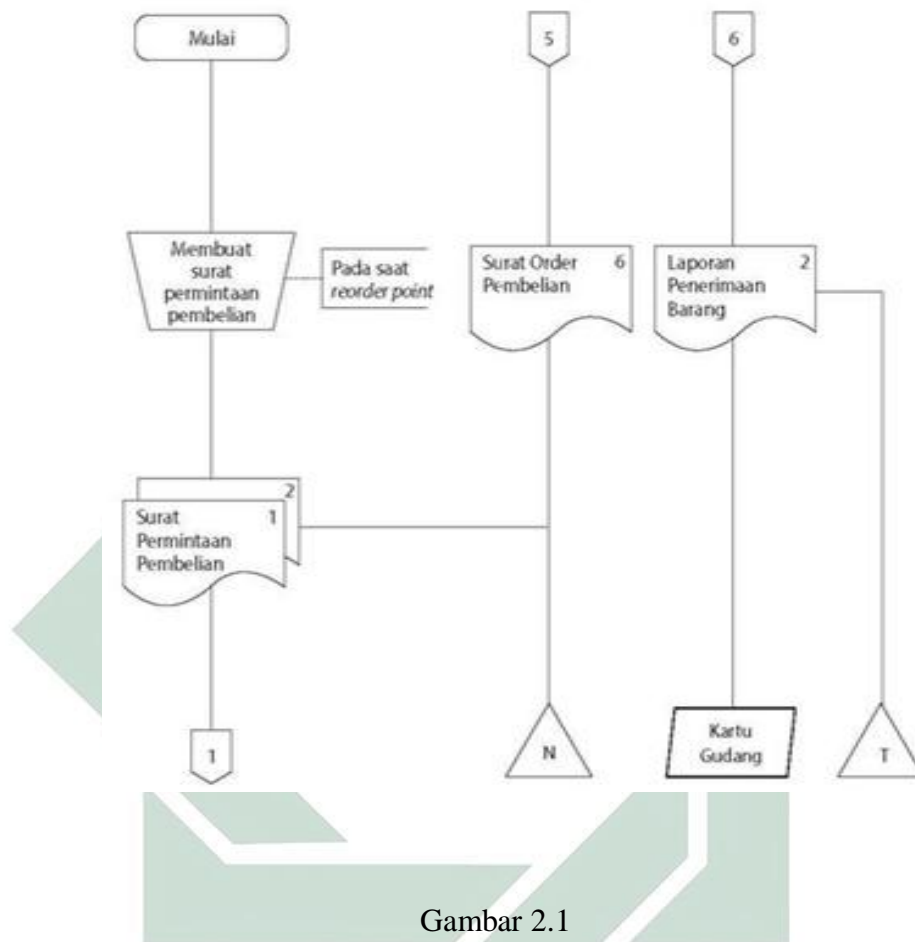 Mulai
5
6
Membuat
surat
permintaan
pembelian
Pada saat
reorder point
Surat Order
Pembelian
6
Laporan
Penerimaan
Barang
2
2
Surat
Permintaan
Pembelian
1
1
N
Kartu
Gudang
T
Gambar 2.1